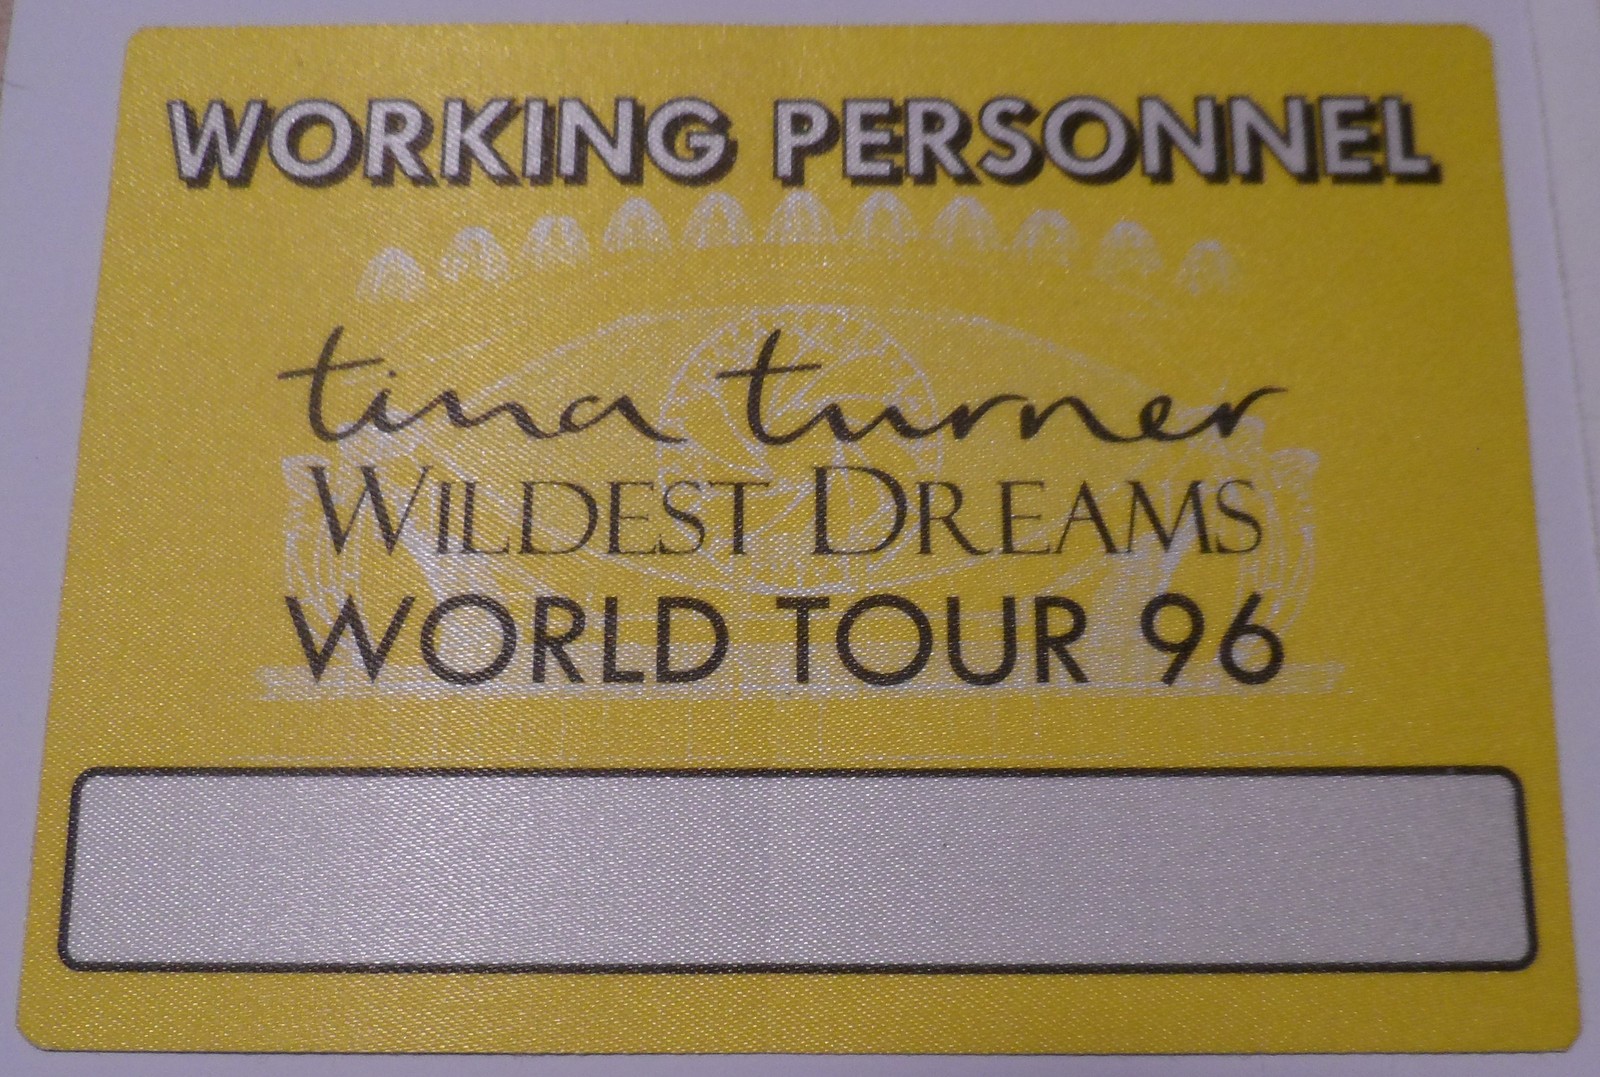 WORKING PERSONNEL
tina turner
WILDEST DREAMS
WORLD TOUR 96